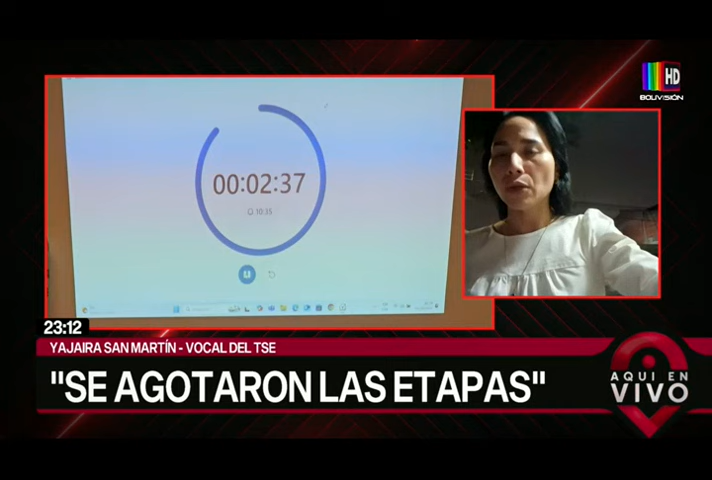 HD
BOLIVISIÓN
00:02:37
10:35
23:12
YAJAIRA SAN MARTÍN - VOCAL DEL TSE
"SE AGOTARON LAS ETAPAS"
AQUI EN
VIVO